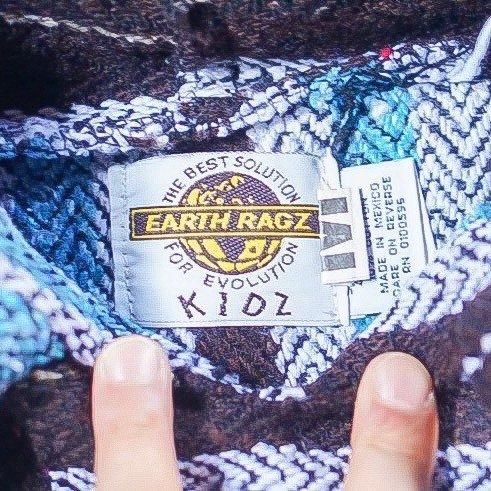 THE BEST SOLUTION
EARTH RAGZ
FOR EVOLUTION
KIDZ
MADE IN MEXICO
CARE ON REVERSE
RN 0100595